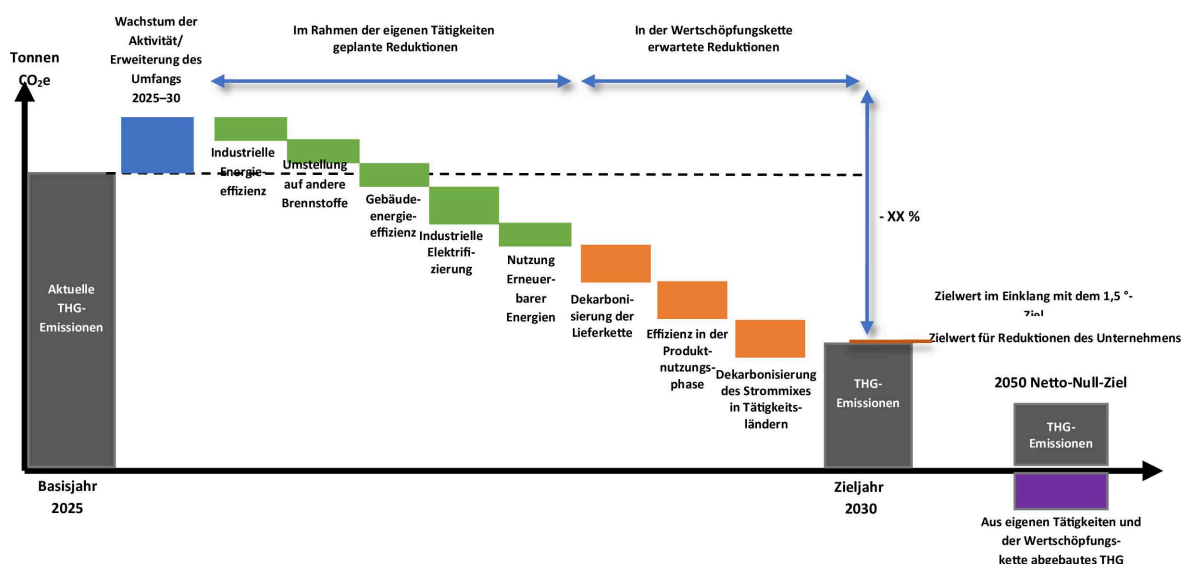 Wachstum der
Aktivität/
Erweiterung des
Umfangs
2025–30
Im Rahmen der eigenen Tätigkeiten
geplante Reduktionen
In der Wertschöpfungskette
erwartete Reduktionen
Tonnen
CO₂e
Industrielle
Energie-
effizienz
Umstellung
auf andere
Brennstoffe
Gebäude-
energie-
effizienz
Industrielle
Elektrifi-
zierung
Nutzung
Erneuer-
barer
Energien
Dekarboni-
sierung der
Lieferkette
Effizienz in der
Produkt-
nutzungs-
phase
Dekarbonisierung
des Strommixes
in Tätigkeits-
ländern
- XX %
Aktuelle
THG-
Emissionen
THG-
Emissionen
Zielwert im Einklang mit dem 1,5 °-
Ziel
Zielwert für Reduktionen des Unternehmens
2050 Netto-Null-Ziel
THG-
Emissionen
Basisjahr
2025
Zieljahr
2030
Aus eigenen Tätigkeiten und
der Wertschöpfungs-
kette abgebautes THG